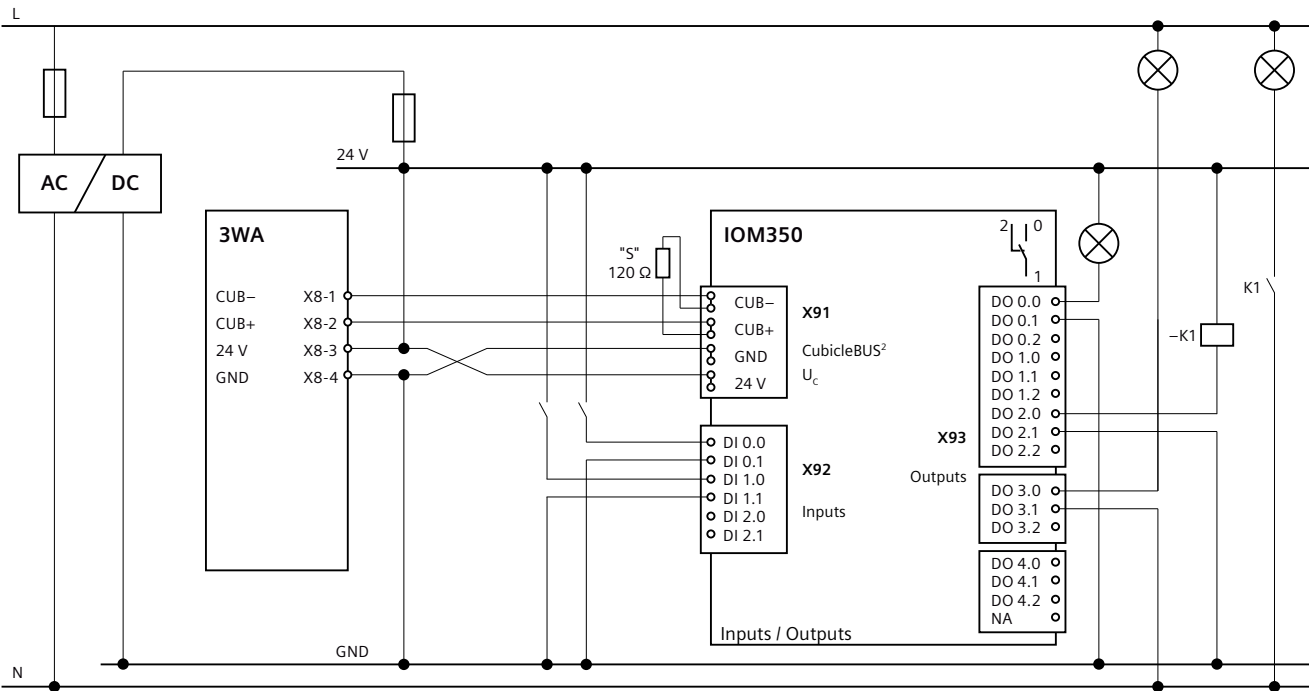 L
AC
DC
24 V
3WA
CUB−
X8-1
CUB+
X8-2
24 V
X8-3
GND
X8-4
"S"
120 Ω
IOM350
2
0
1
CUB−
CUB+
GND
24 V
X91
CubicleBUS²
U꜀
DI 0.0
DI 0.1
DI 1.0
DI 1.1
DI 2.0
DI 2.1
X92
Inputs
X93
Outputs
DO 0.0
DO 0.1
DO 0.2
DO 1.0
DO 1.1
DO 1.2
DO 2.0
DO 2.1
DO 2.2
DO 3.0
DO 3.1
DO 3.2
DO 4.0
DO 4.1
DO 4.2
NA
Inputs / Outputs
−K1
K1
GND
N